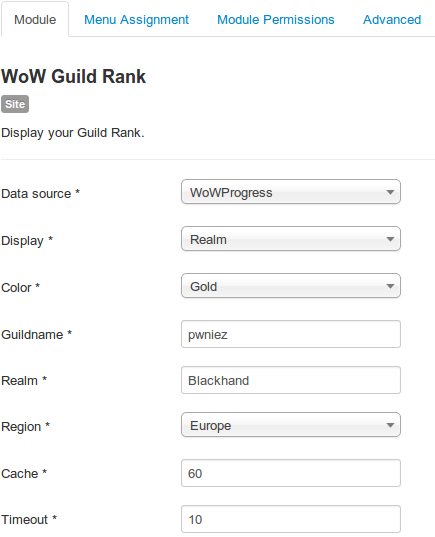 Module Menu Assignment Module Permissions Advanced
WoW Guild Rank
Site
Display your Guild Rank.
Data source * WoWProgress
Display * Realm
Color * Gold
Guildname * pwniez
Realm * Blackhand
Region * Europe
Cache * 60
Timeout * 10